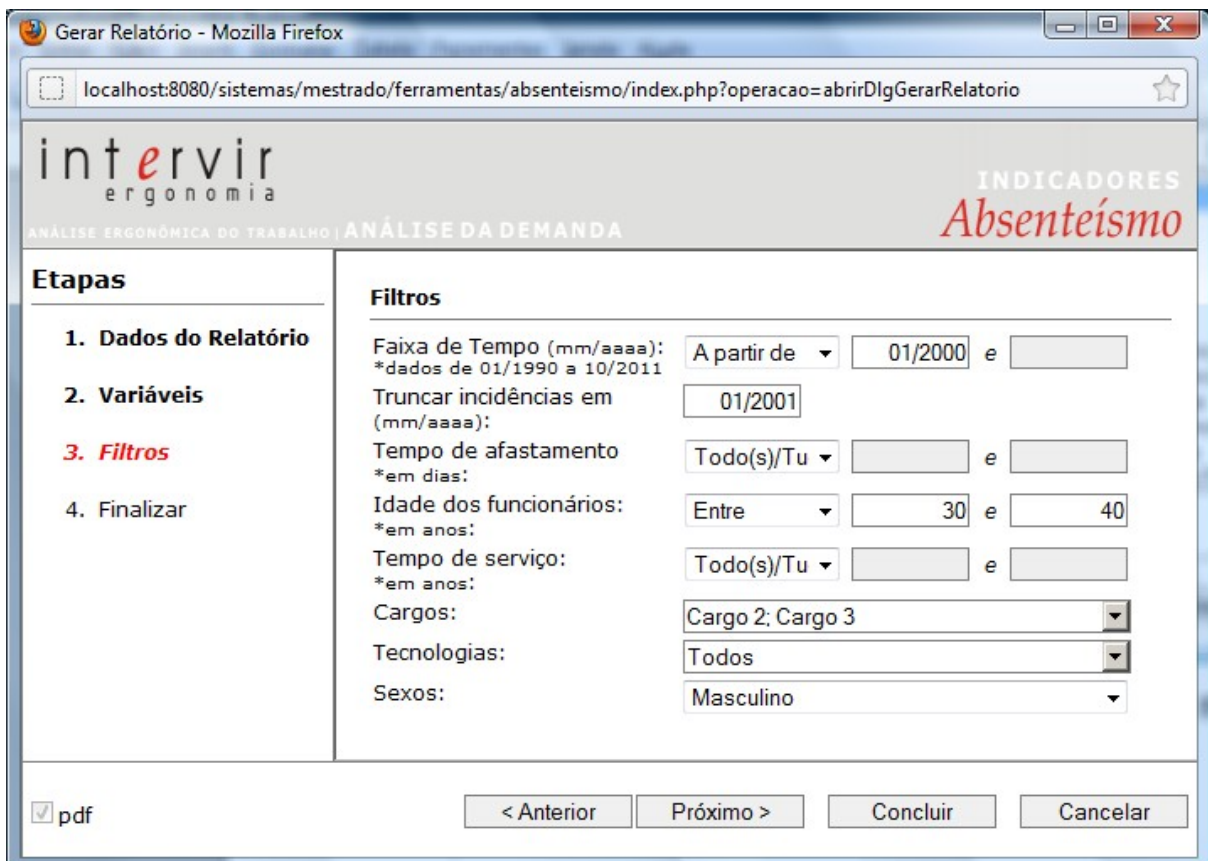 Gerar Relatório - Mozilla Firefox
localhost:8080/sistemas/mestrado/ferramentas/absenteismo/index.php?operacao=abrirDlgGerarRelatorio
intervir
ergonomia
INDICADORES
Absenteísmo
ANÁLISE ERGONÔMICA DO TRABALHO | ANÁLISE DA DEMANDA
Etapas
1. Dados do Relatório
2. Variáveis
3. Filtros
4. Finalizar
Filtros
Faixa de Tempo (mm/aaaa): A partir de 01/2000 e
*dados de 01/1990 a 10/2011
Truncar incidências em 01/2001
(mm/aaaa):
Tempo de afastamento Todo(s)/Tu e
*em dias:
Idade dos funcionários: Entre 30 e 40
*em anos:
Tempo de serviço: Todo(s)/Tu e
*em anos:
Cargos: Cargo 2; Cargo 3
Tecnologias: Todos
Sexos: Masculino
pdf < Anterior Próximo > Concluir Cancelar